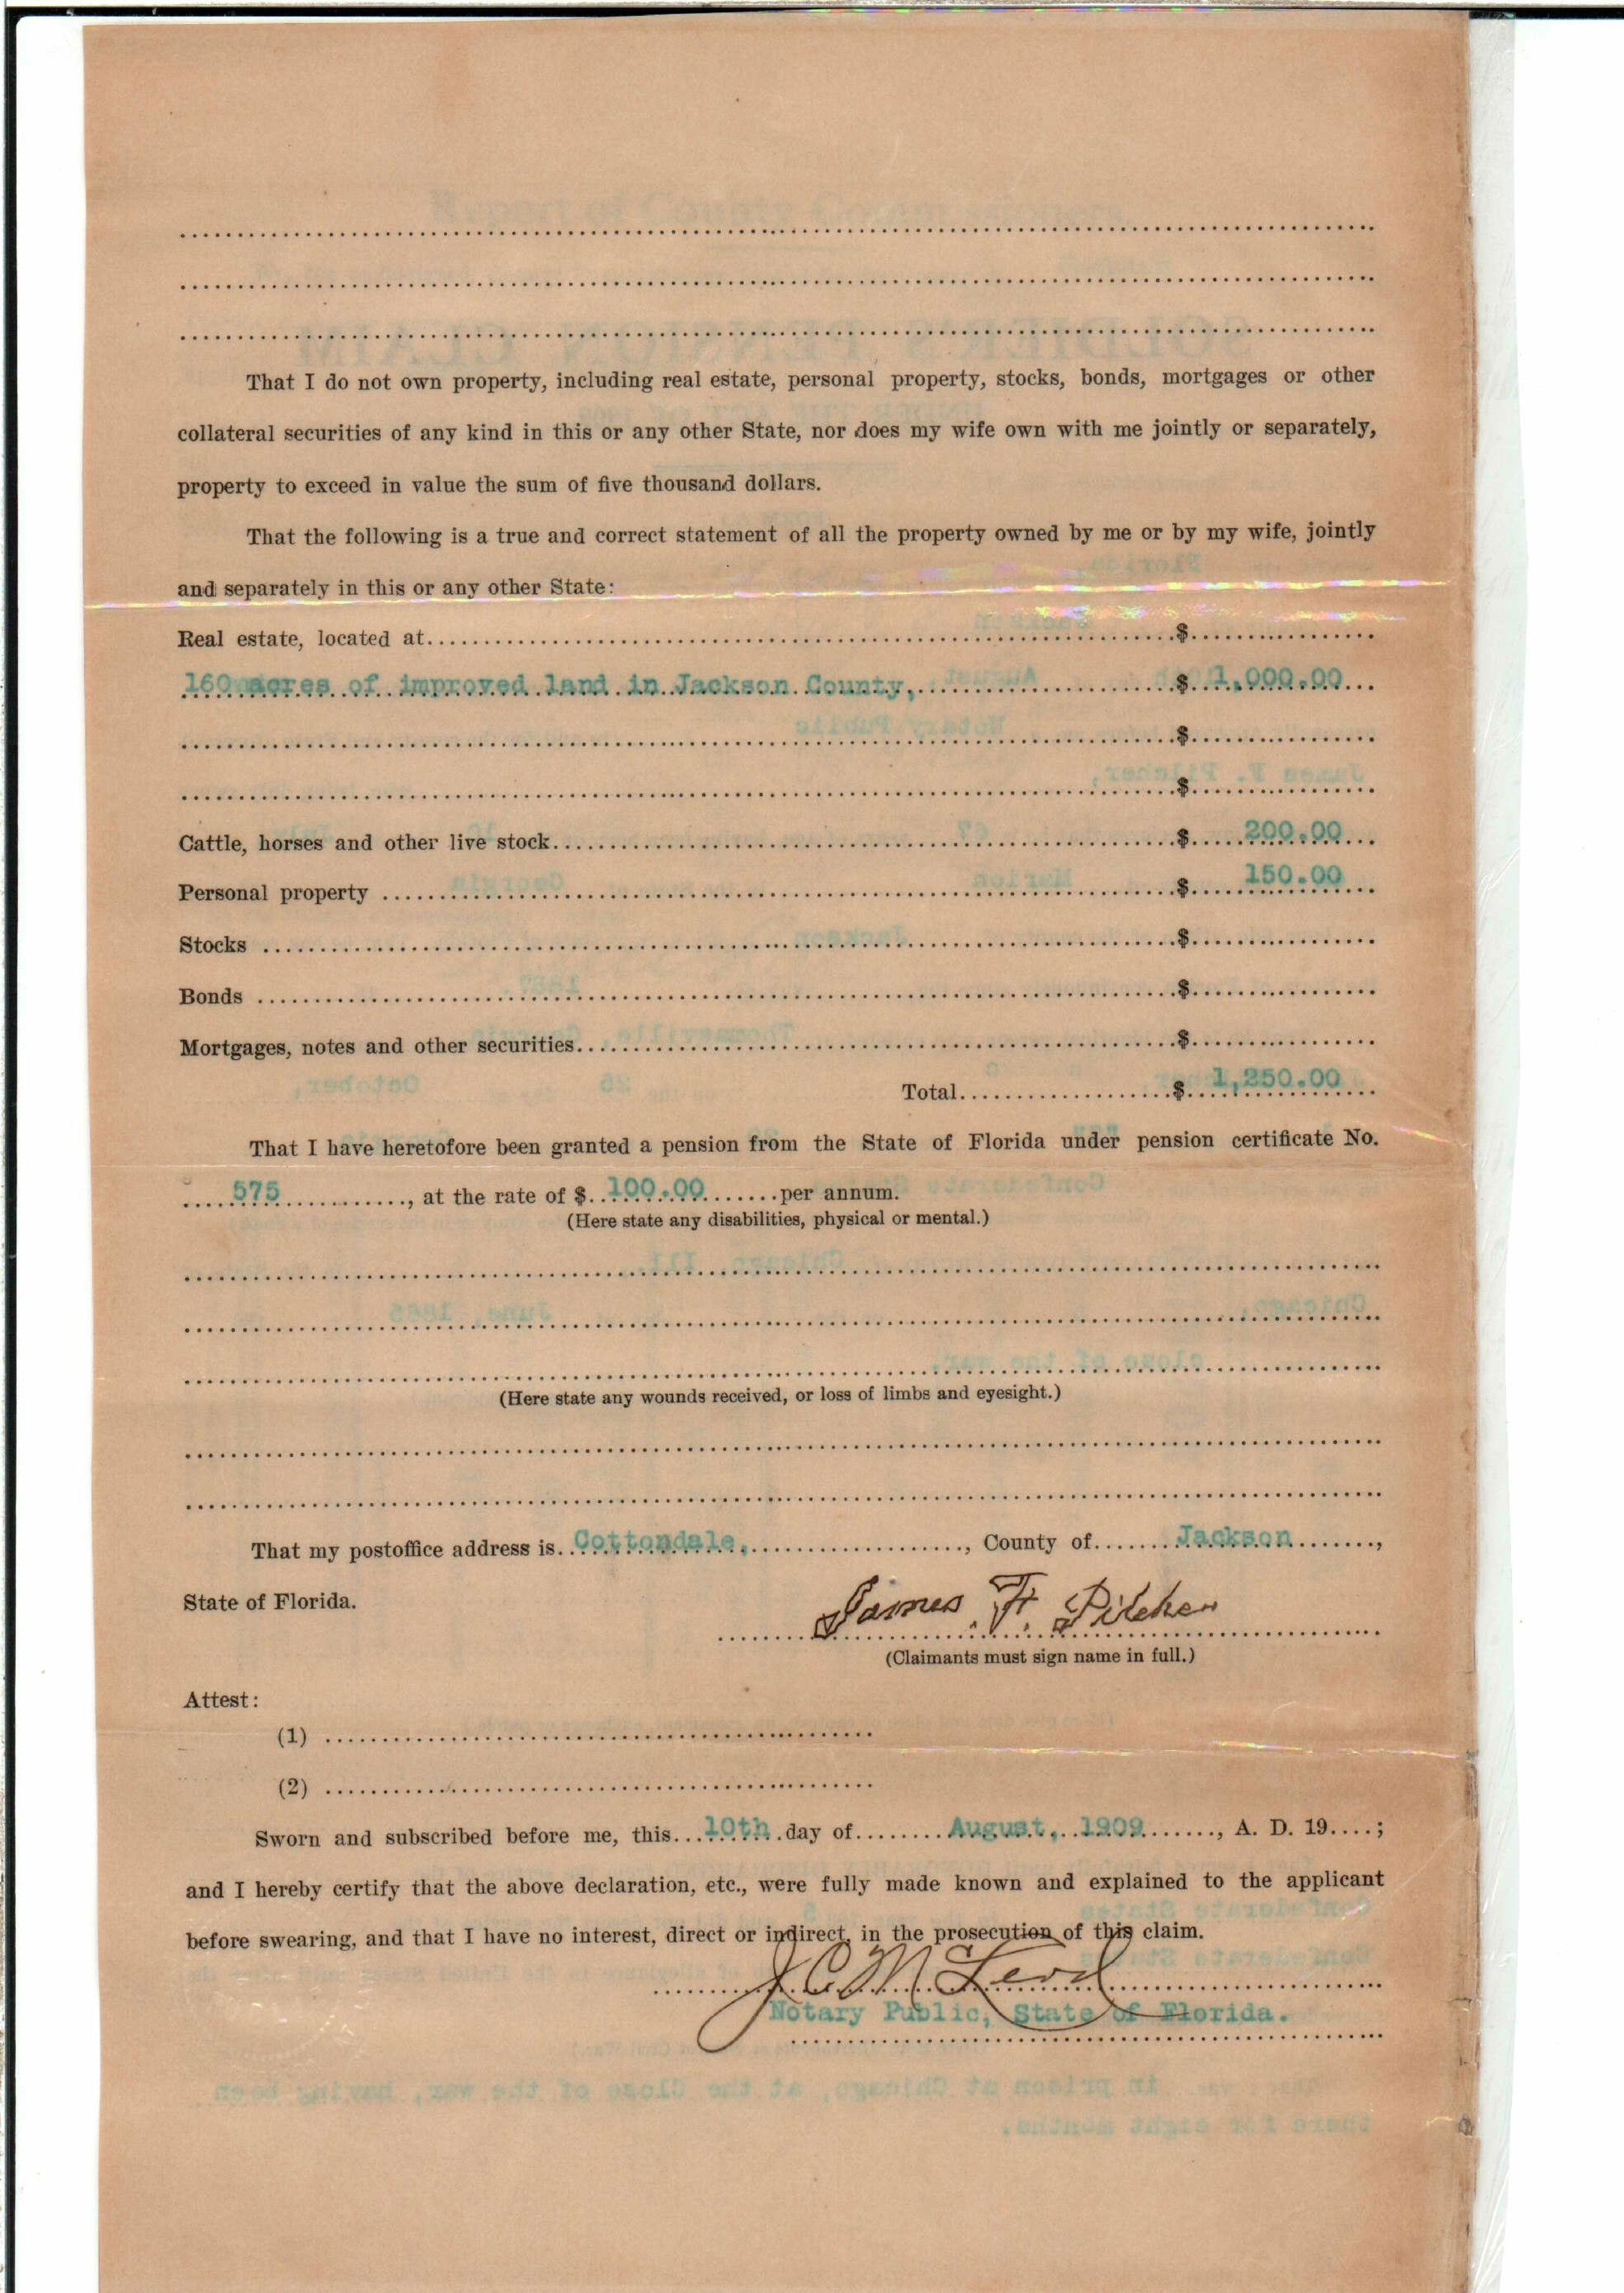 That I do not own property, including real estate, personal property, stocks, bonds, mortgages or other
collateral securities of any kind in this or any other State, nor does my wife own with me jointly or separately,
property to exceed in value the sum of five thousand dollars.
That the following is a true and correct statement of all the property owned by me or by my wife, jointly
and separately in this or any other State:
Real estate, located at $
160 acres of improved land in Jackson County, $ 1,000.00
$
$
Cattle, horses and other live stock $ 200.00
Personal property $ 150.00
Stocks $
Bonds $
Mortgages, notes and other securities $
Total $ 1,250.00
That I have heretofore been granted a pension from the State of Florida under pension certificate No.
575, at the rate of $ 100.00 per annum.
(Here state any disabilities, physical or mental.)
(Here state any wounds received, or loss of limbs and eyesight.)
That my postoffice address is Cottondale, , County of Jackson ,
State of Florida.
James F. Pilcher
(Claimants must sign name in full.)
Attest:
(1)
(2)
Sworn and subscribed before me, this 10th day of August, 1909, A. D. 19....;
and I hereby certify that the above declaration, etc., were fully made known and explained to the applicant
before swearing, and that I have no interest, direct or indirect, in the prosecution of this claim.
J C McLeod
Notary Public, State of Florida.